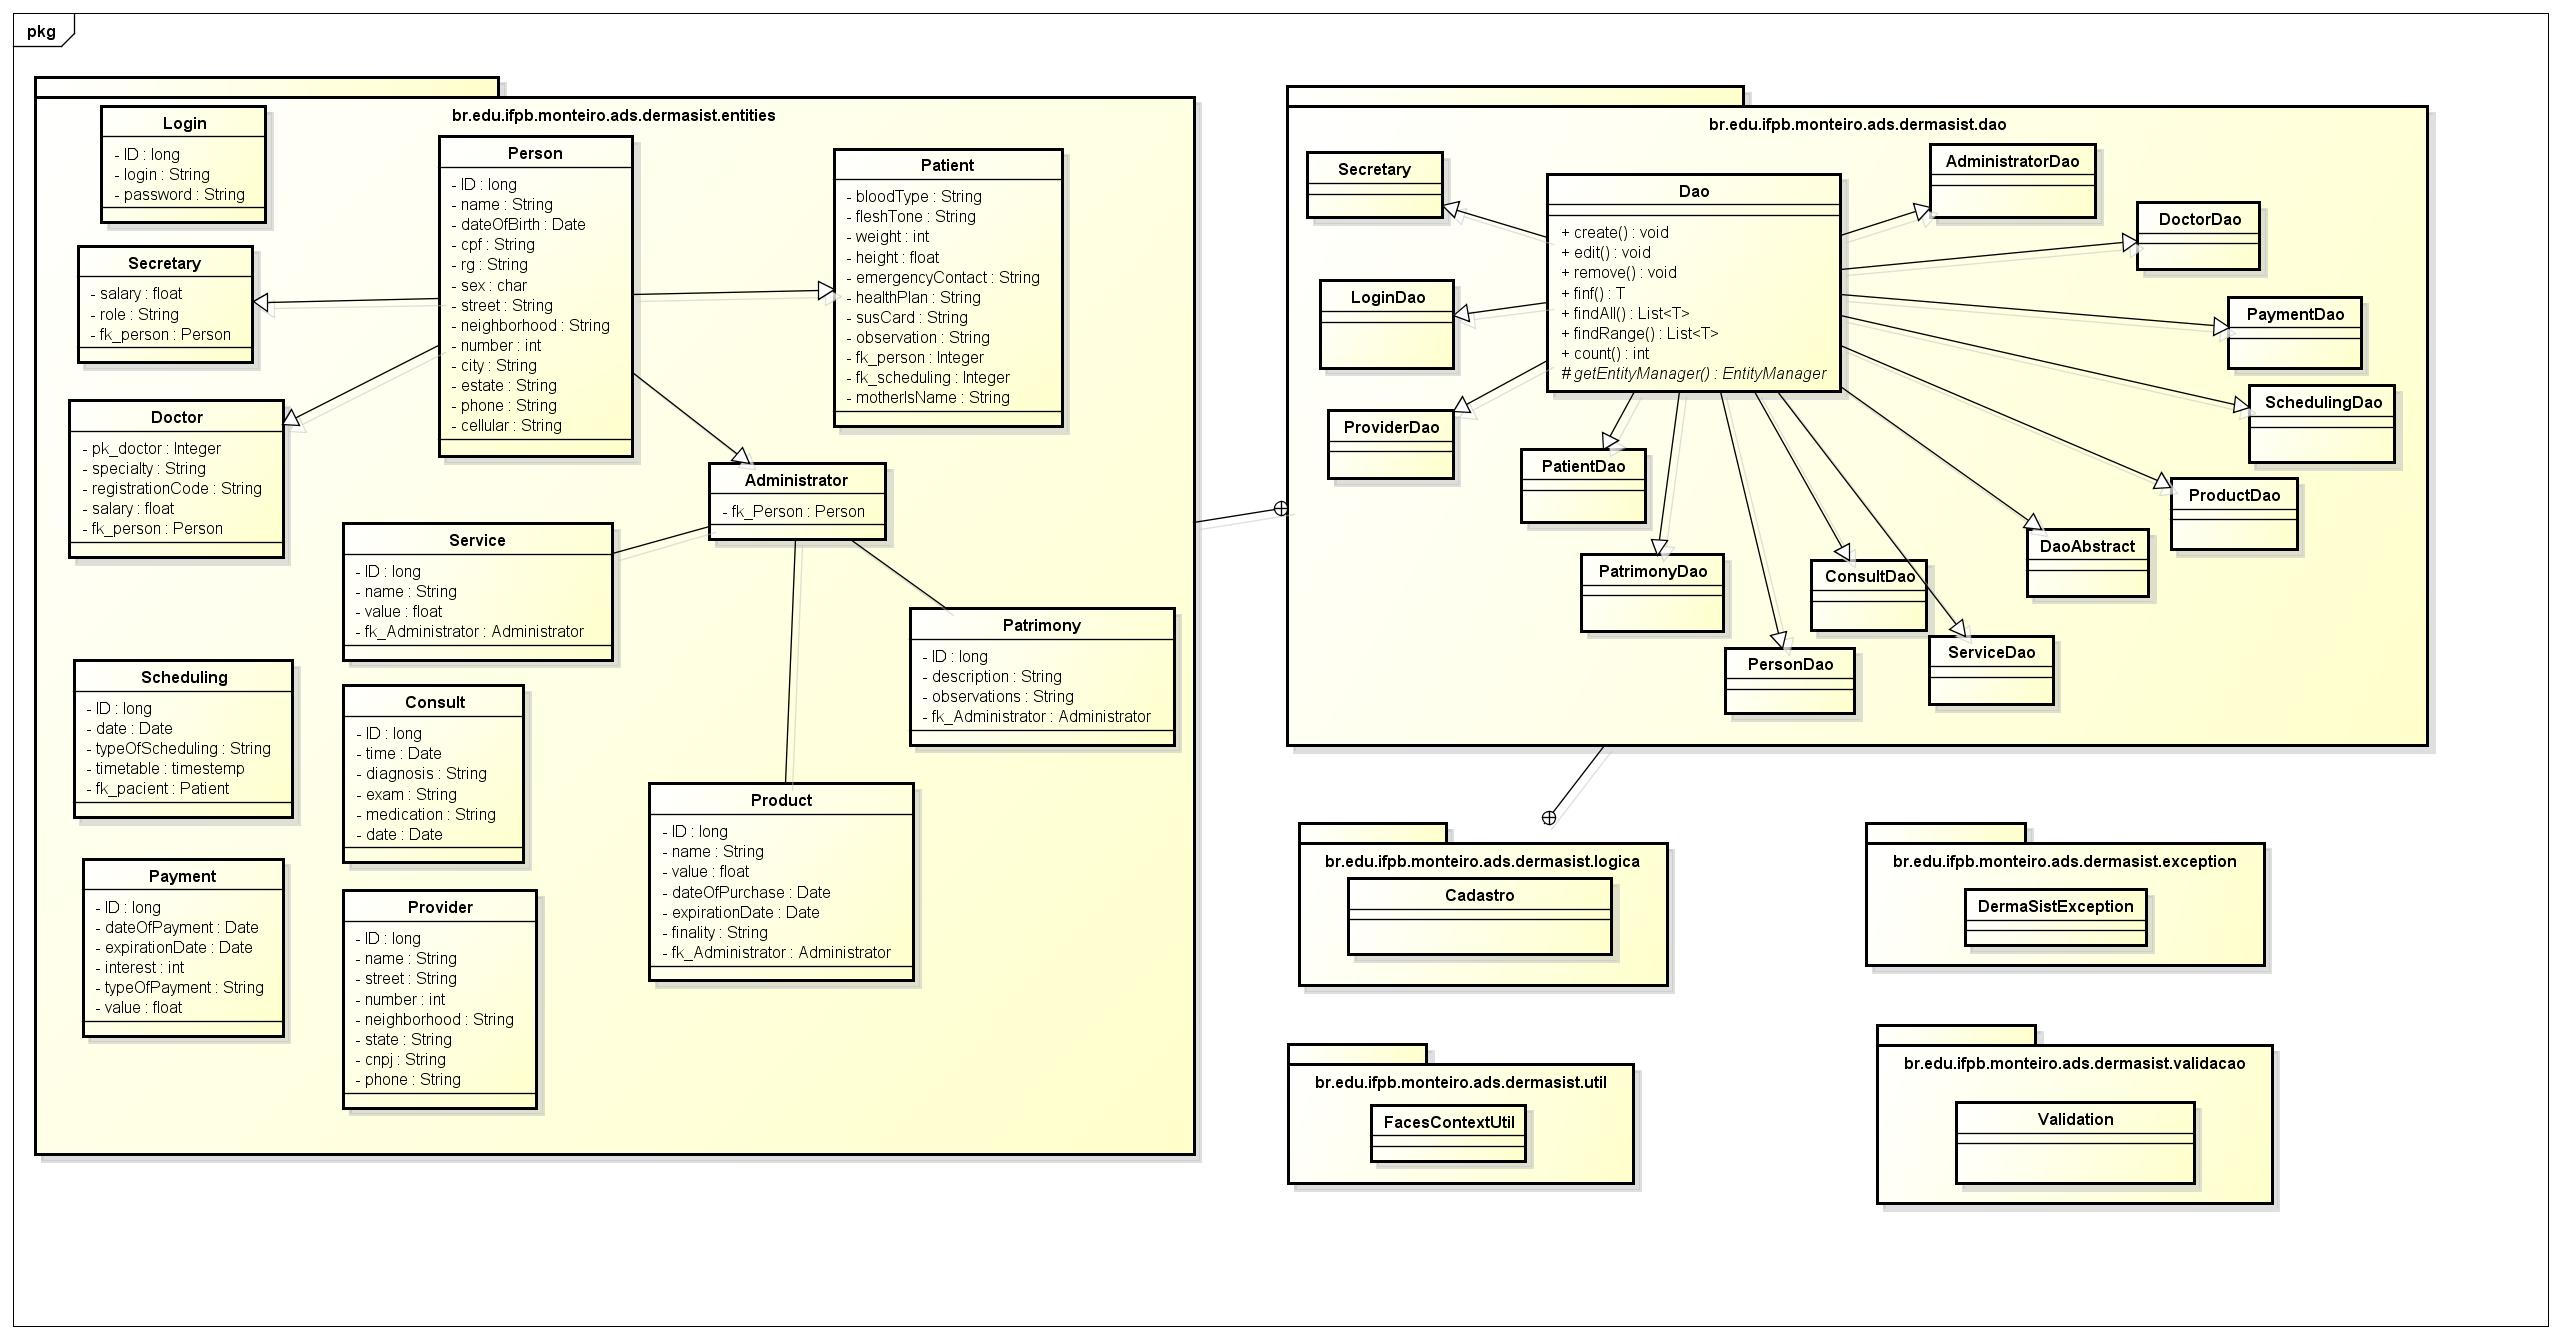 pkg
br.edu.ifpb.monteiro.ads.dermasist.entities
Login
- ID : long
- login : String
- password : String
Person
- ID : long
- name : String
- dateOfBirth : Date
- cpf : String
- rg : String
- sex : char
- street : String
- neighborhood : String
- number : int
- city : String
- estate : String
- phone : String
- cellular : String
Patient
- bloodType : String
- fleshTone : String
- weight : int
- height : float
- emergencyContact : String
- healthPlan : String
- susCard : String
- observation : String
- fk_person : Integer
- fk_scheduling : Integer
- motherIsName : String
Secretary
- salary : float
- role : String
- fk_person : Person
Doctor
- pk_doctor : Integer
- specialty : String
- registrationCode : String
- salary : float
- fk_person : Person
Administrator
- fk_Person : Person
Service
- ID : long
- name : String
- value : float
- fk_Administrator : Administrator
Patrimony
- ID : long
- description : String
- observations : String
- fk_Administrator : Administrator
Scheduling
- ID : long
- date : Date
- typeOfScheduling : String
- timetable : timestemp
- fk_pacient : Patient
Consult
- ID : long
- time : Date
- diagnosis : String
- exam : String
- medication : String
- date : Date
Product
- ID : long
- name : String
- value : float
- dateOfPurchase : Date
- expirationDate : Date
- finality : String
- fk_Administrator : Administrator
Payment
- ID : long
- dateOfPayment : Date
- expirationDate : Date
- interest : int
- typeOfPayment : String
- value : float
Provider
- ID : long
- name : String
- street : String
- number : int
- neighborhood : String
- state : String
- cnpj : String
- phone : String
br.edu.ifpb.monteiro.ads.dermasist.dao
Secretary
Dao
+ create() : void
+ edit() : void
+ remove() : void
+ finf() : T
+ findAll() : List<T>
+ findRange() : List<T>
+ count() : int
# getEntityManager() : EntityManager
AdministratorDao
DoctorDao
LoginDao
PaymentDao
SchedulingDao
ProviderDao
PatientDao
ProductDao
DaoAbstract
PatrimonyDao
ConsultDao
PersonDao
ServiceDao
br.edu.ifpb.monteiro.ads.dermasist.logica
Cadastro
br.edu.ifpb.monteiro.ads.dermasist.exception
DermaSistException
br.edu.ifpb.monteiro.ads.dermasist.util
FacesContextUtil
br.edu.ifpb.monteiro.ads.dermasist.validacao
Validation